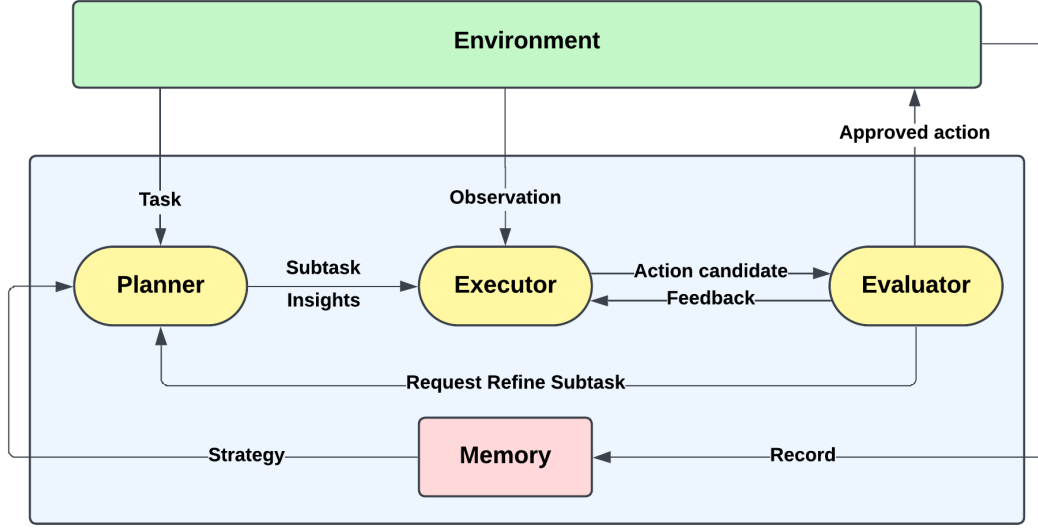 Environment
Approved action
Task
Observation
Planner
Subtask
Insights
Executor
Action candidate
Feedback
Evaluator
Request Refine Subtask
Strategy
Memory
Record